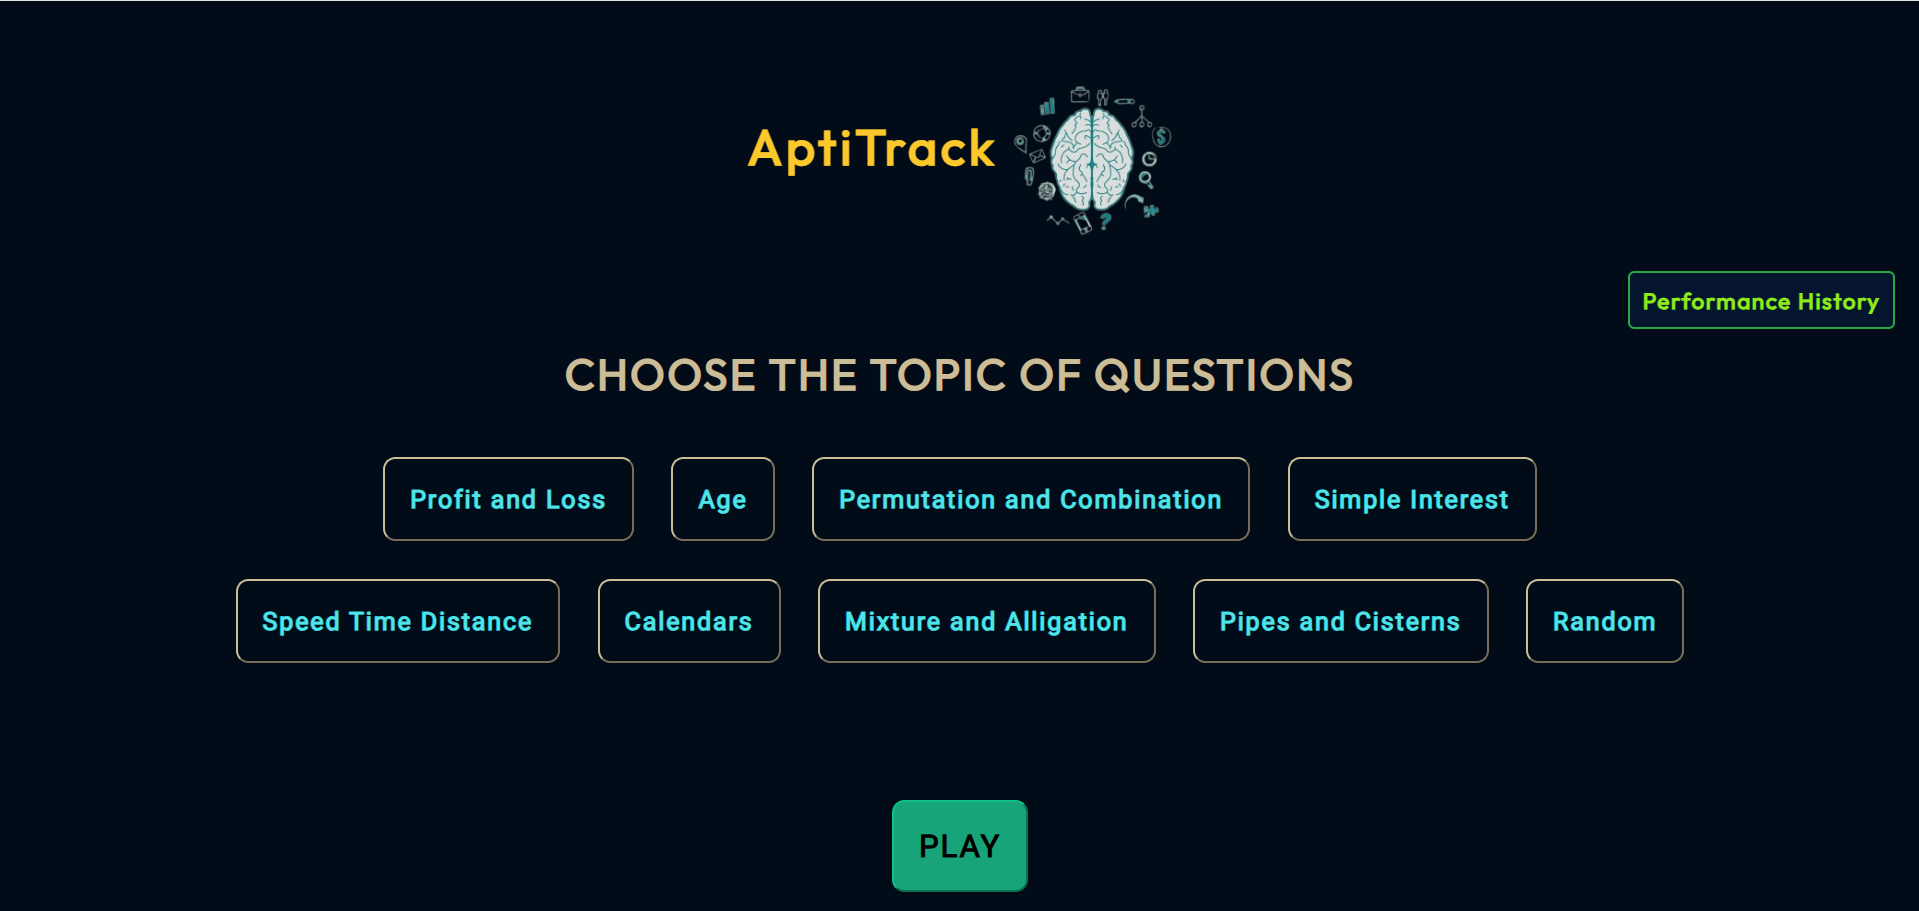 AptiTrack
Performance History
CHOOSE THE TOPIC OF QUESTIONS
Profit and Loss
Age
Permutation and Combination
Simple Interest
Speed Time Distance
Calendars
Mixture and Alligation
Pipes and Cisterns
Random
PLAY